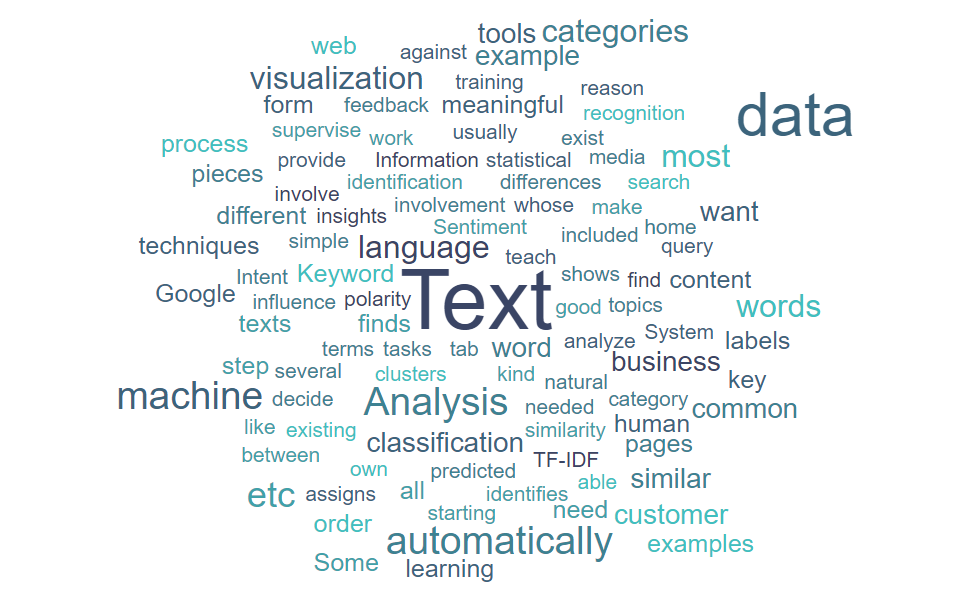 tools categories
web against example
visualization training reason
form feedback meaningful recognition data
supervise work usually exist
process provide Information statistical media most
pieces identification differences search
involve involvement whose make want
different insights Sentiment included home
techniques simple language teach query
Intent Keyword Text shows find content
Google influence polarity good topics words
texts finds analyze System labels
terms tasks tab word business
step several clusters kind natural key
machine decide Analysis needed category common
like existing classification similarity human pages
between own predicted TF-IDF able similar
etc assigns all identifies need customer
order starting automatically examples
Some learning